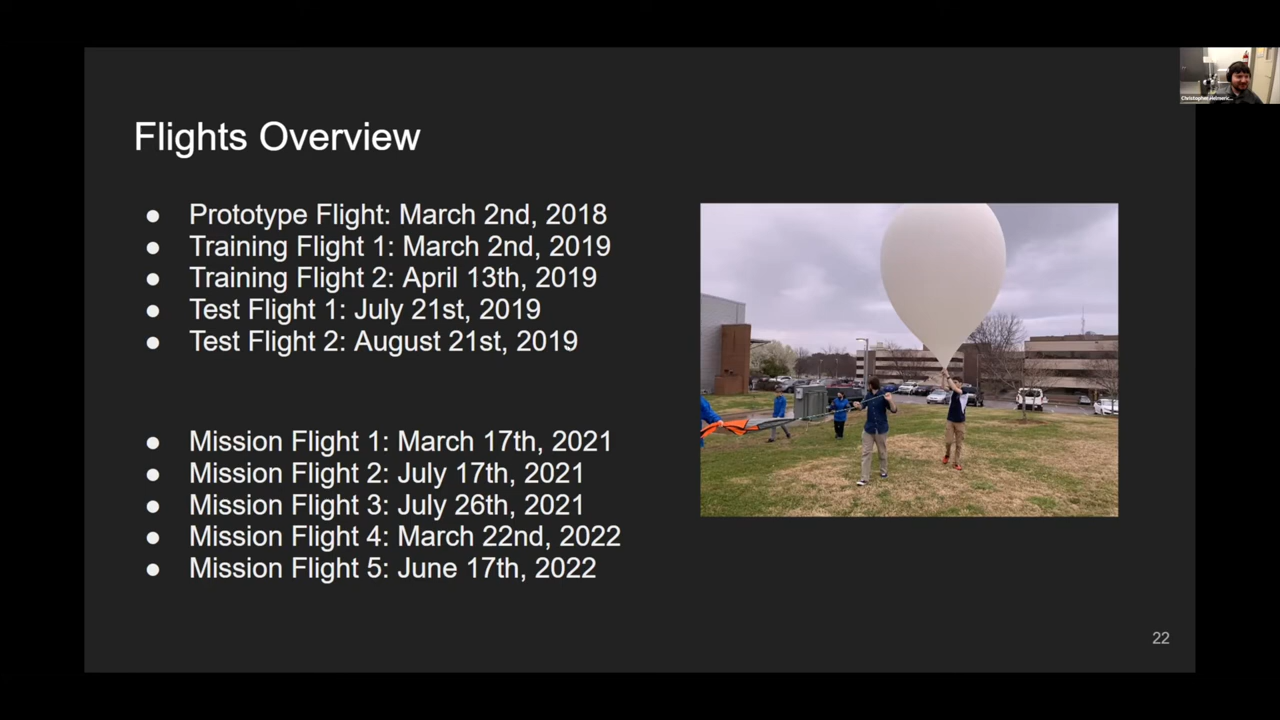 Flights Overview
● Prototype Flight: March 2nd, 2018
● Training Flight 1: March 2nd, 2019
● Training Flight 2: April 13th, 2019
● Test Flight 1: July 21st, 2019
● Test Flight 2: August 21st, 2019
● Mission Flight 1: March 17th, 2021
● Mission Flight 2: July 17th, 2021
● Mission Flight 3: July 26th, 2021
● Mission Flight 4: March 22nd, 2022
● Mission Flight 5: June 17th, 2022
22
Christopher